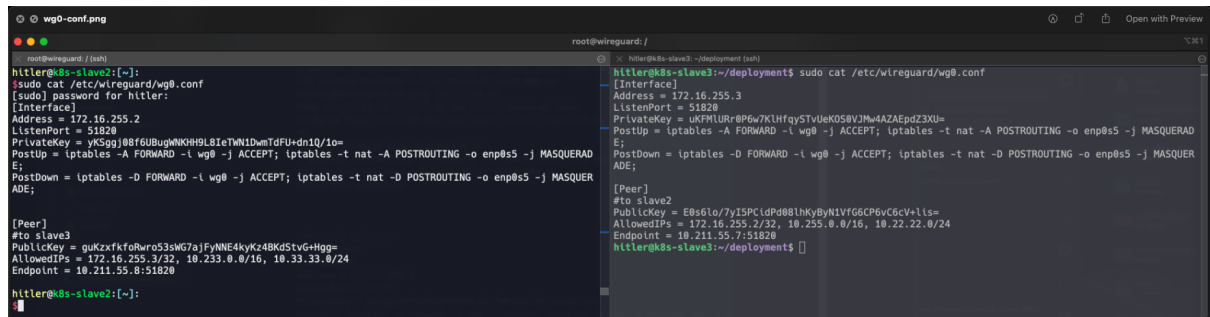 wg0-conf.png
Open with Preview
root@wireguard: /
⌥⌘1
root@wireguard: / (ssh)
hitler@k8s-slave2:[~]:
$sudo cat /etc/wireguard/wg0.conf
[sudo] password for hitler:
[Interface]
Address = 172.16.255.2
ListenPort = 51820
PrivateKey = yKSggj08f6UBugWNKHH9L8IeTWN1DwmTdFU+dn1Q/1o=
PostUp = iptables -A FORWARD -i wg0 -j ACCEPT; iptables -t nat -A POSTROUTING -o enp0s5 -j MASQUERAD
E;
PostDown = iptables -D FORWARD -i wg0 -j ACCEPT; iptables -t nat -D POSTROUTING -o enp0s5 -j MASQUER
ADE;
[Peer]
#to slave3
PublicKey = guKzxfkfoRwro53sWG7ajFyNNE4kyKz4BKdStvG+Hgg=
AllowedIPs = 172.16.255.3/32, 10.233.0.0/16, 10.33.33.0/24
Endpoint = 10.211.55.8:51820
hitler@k8s-slave2:[~]:
$
hitler@k8s-slave3: ~/deployment (ssh)
hitler@k8s-slave3:~/deployment$ sudo cat /etc/wireguard/wg0.conf
[Interface]
Address = 172.16.255.3
ListenPort = 51820
PrivateKey = uKFMlURr0P6w7KlHfqySTvUeKOS0VJMw4AZAEpdZ3XU=
PostUp = iptables -A FORWARD -i wg0 -j ACCEPT; iptables -t nat -A POSTROUTING -o enp0s5 -j MASQUERAD
E;
PostDown = iptables -D FORWARD -i wg0 -j ACCEPT; iptables -t nat -D POSTROUTING -o enp0s5 -j MASQUER
ADE;
[Peer]
#to slave2
PublicKey = E0s6lo/7yI5PCidPd08lhKyByN1VfG6CP6vC6cV+lis=
AllowedIPs = 172.16.255.2/32, 10.255.0.0/16, 10.22.22.0/24
Endpoint = 10.211.55.7:51820
hitler@k8s-slave3:~/deployment$